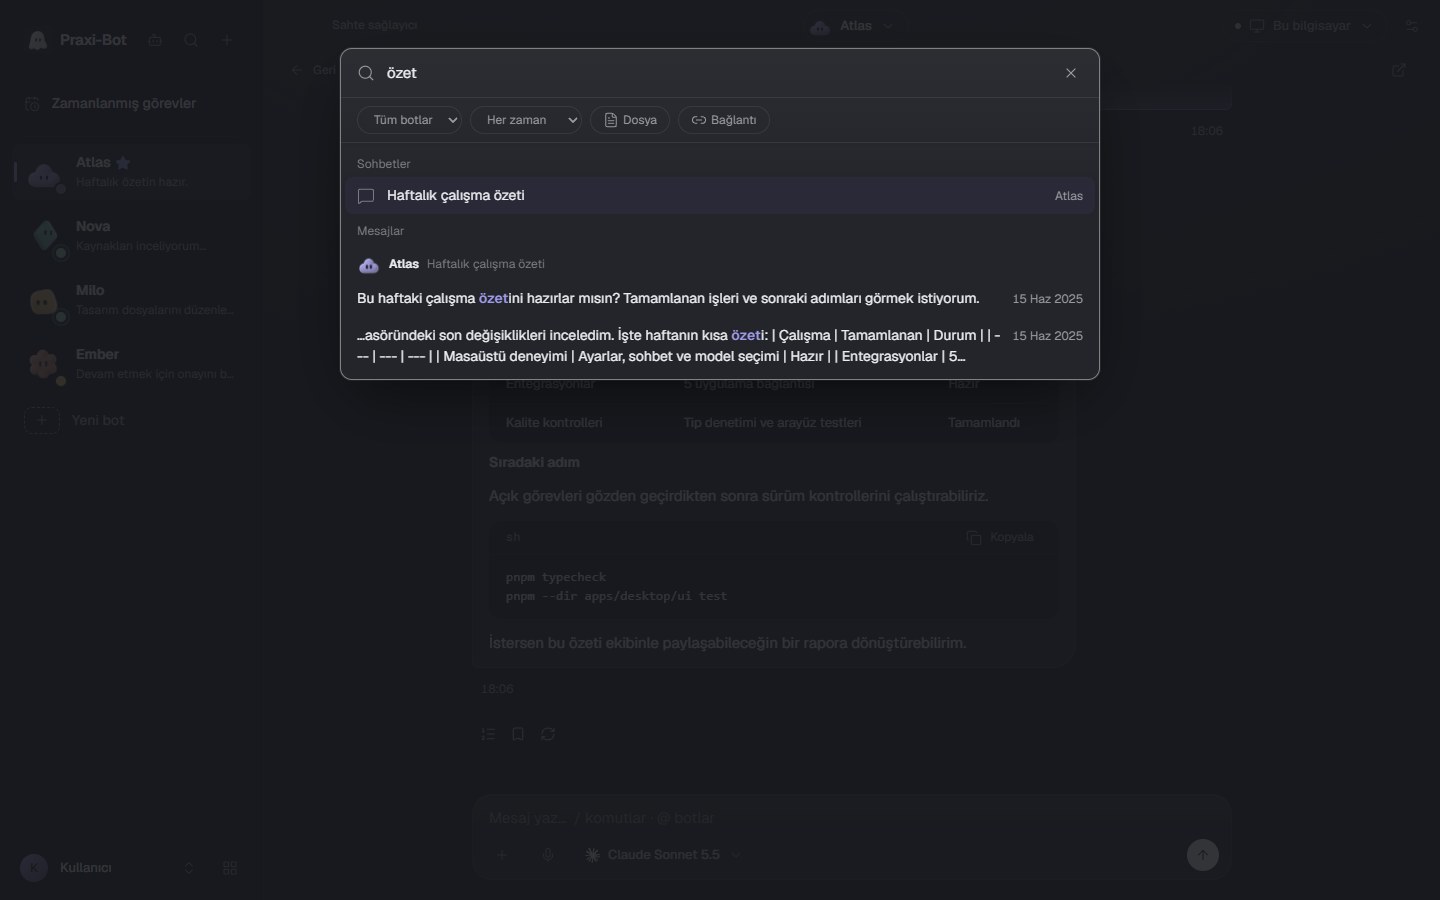 Praxi-Bot
Zamanlanmış görevler
Atlas
Haftalık özetin hazır.
Nova
Kaynakları inceliyorum...
Milo
Tasarım dosyalarını düzenle...
Ember
Devam etmek için onayını b...
Yeni bot
K Kullanıcı
Sahte sağlayıcı
Atlas
Bu bilgisayar
Geri
özet
Tüm botlar
Her zaman
Dosya
Bağlantı
Sohbetler
Haftalık çalışma özeti
Atlas
Mesajlar
Atlas Haftalık çalışma özeti
Bu haftaki çalışma özetini hazırlar mısın? Tamamlanan işleri ve sonraki adımları görmek istiyorum. 15 Haz 2025
...asöründeki son değişiklikleri inceledim. İşte haftanın kısa özeti: | Çalışma | Tamamlanan | Durum | | - 15 Haz 2025
-- | --- | --- | | Masaüstü deneyimi | Ayarlar, sohbet ve model seçimi | Hazır | | Entegrasyonlar | 5...
18:06
Entegrasyonlar 5 uygulama bağlantısı Hazır
Kalite kontrolleri Tip denetimi ve arayüz testleri Tamamlandı
Sıradaki adım
Açık görevleri gözden geçirdikten sonra sürüm kontrollerini çalıştırabiliriz.
sh
Kopyala
pnpm typecheck
pnpm --dir apps/desktop/ui test
İstersen bu özeti ekibinle paylaşabileceğin bir rapora dönüştürebilirim.
18:06
Mesaj yaz... / komutlar · @ botlar
Claude Sonnet 5.5